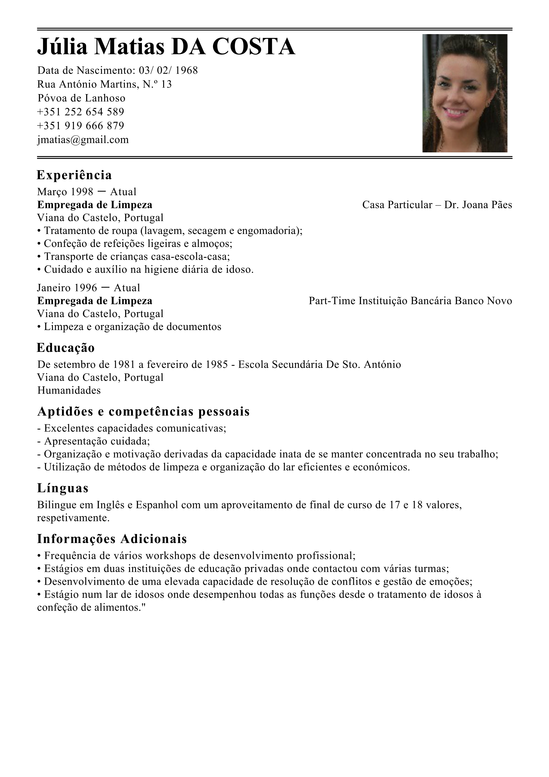 Júlia Matias DA COSTA
Data de Nascimento: 03/ 02/ 1968
Rua António Martins, N.º 13
Póvoa de Lanhoso
+351 252 654 589
+351 919 666 879
jmatias@gmail.com
Experiência
Março 1998 — Atual
Empregada de Limpeza Casa Particular – Dr. Joana Pães
Viana do Castelo, Portugal
• Tratamento de roupa (lavagem, secagem e engomadoria);
• Confeção de refeições ligeiras e almoços;
• Transporte de crianças casa-escola-casa;
• Cuidado e auxílio na higiene diária de idoso.
Janeiro 1996 — Atual
Empregada de Limpeza Part-Time Instituição Bancária Banco Novo
Viana do Castelo, Portugal
• Limpeza e organização de documentos
Educação
De setembro de 1981 a fevereiro de 1985 - Escola Secundária De Sto. António
Viana do Castelo, Portugal
Humanidades
Aptidões e competências pessoais
- Excelentes capacidades comunicativas;
- Apresentação cuidada;
- Organização e motivação derivadas da capacidade inata de se manter concentrada no seu trabalho;
- Utilização de métodos de limpeza e organização do lar eficientes e económicos.
Línguas
Bilingue em Inglês e Espanhol com um aproveitamento de final de curso de 17 e 18 valores,
respetivamente.
Informações Adicionais
• Frequência de vários workshops de desenvolvimento profissional;
• Estágios em duas instituições de educação privadas onde contactou com várias turmas;
• Desenvolvimento de uma elevada capacidade de resolução de conflitos e gestão de emoções;
• Estágio num lar de idosos onde desempenhou todas as funções desde o tratamento de idosos à
confeção de alimentos."